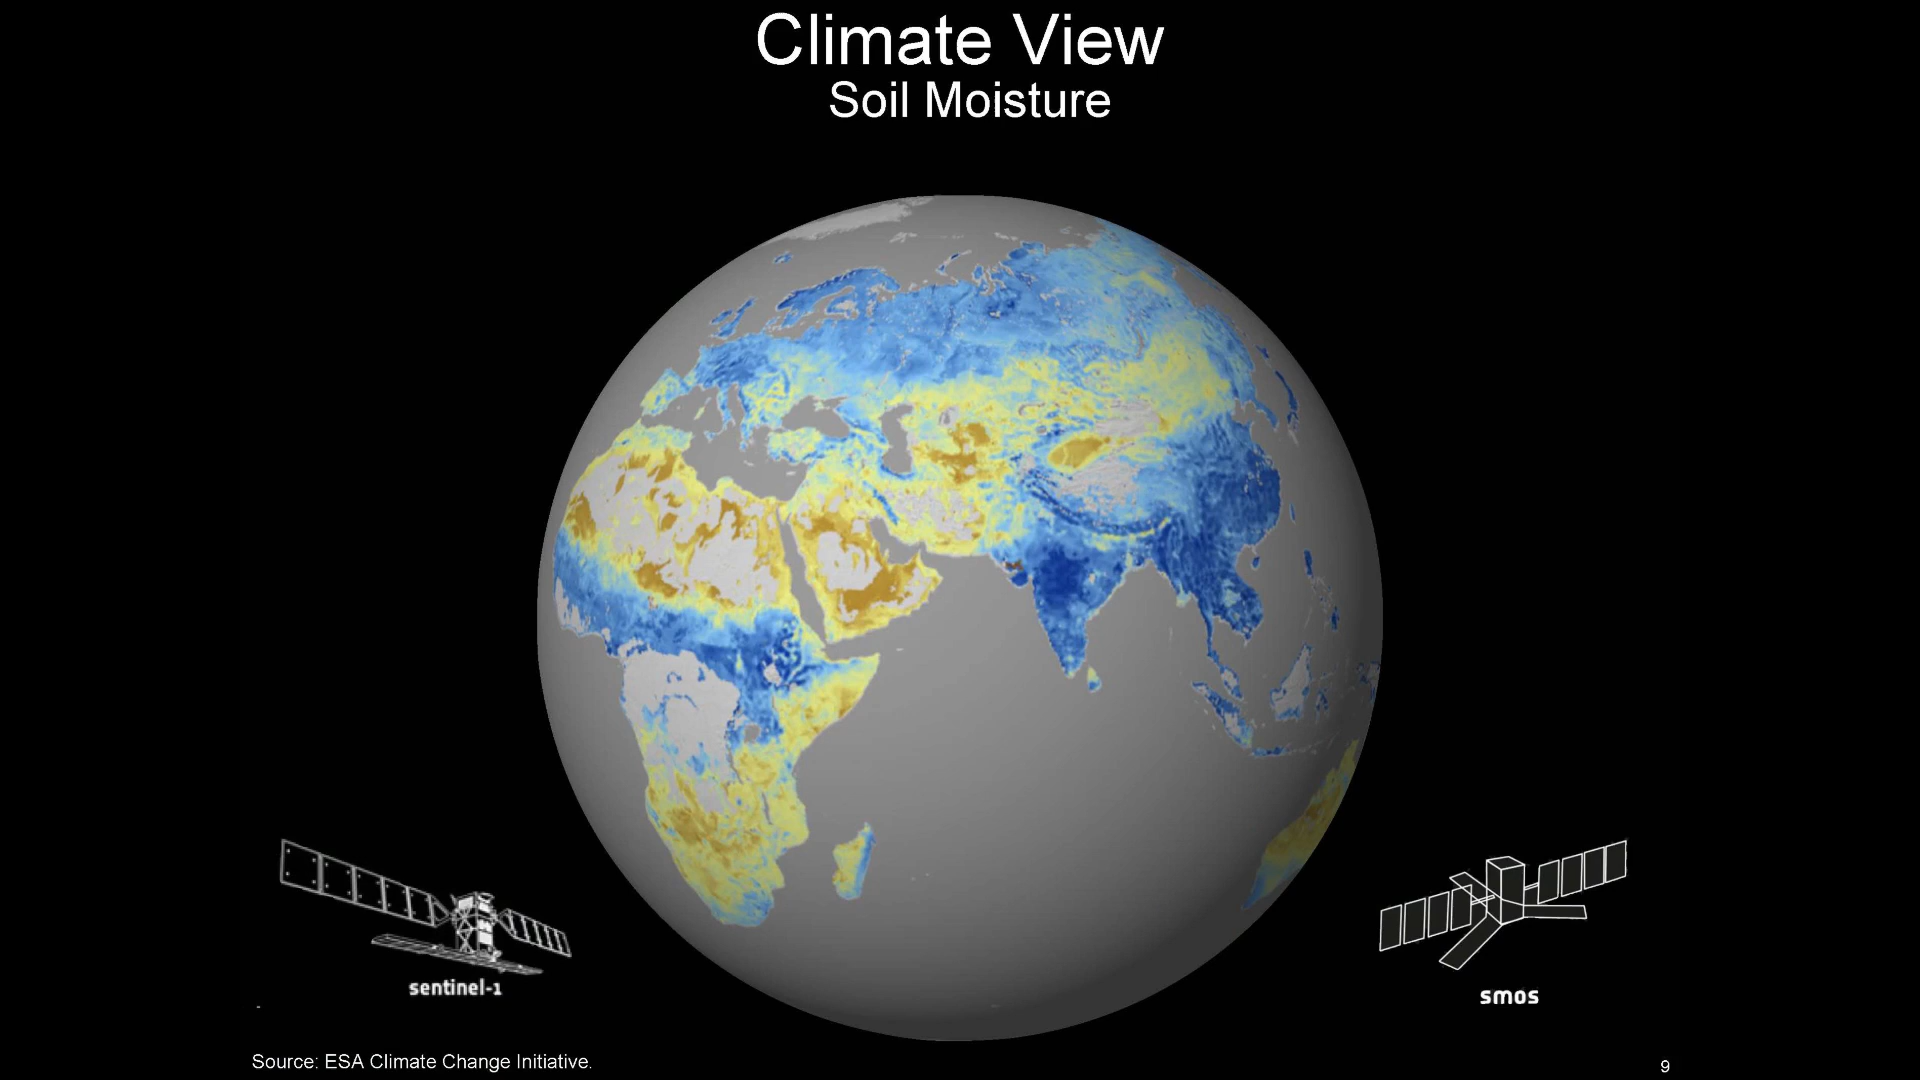 Climate View
Soil Moisture
sentinel-1
smos
Source: ESA Climate Change Initiative.
9